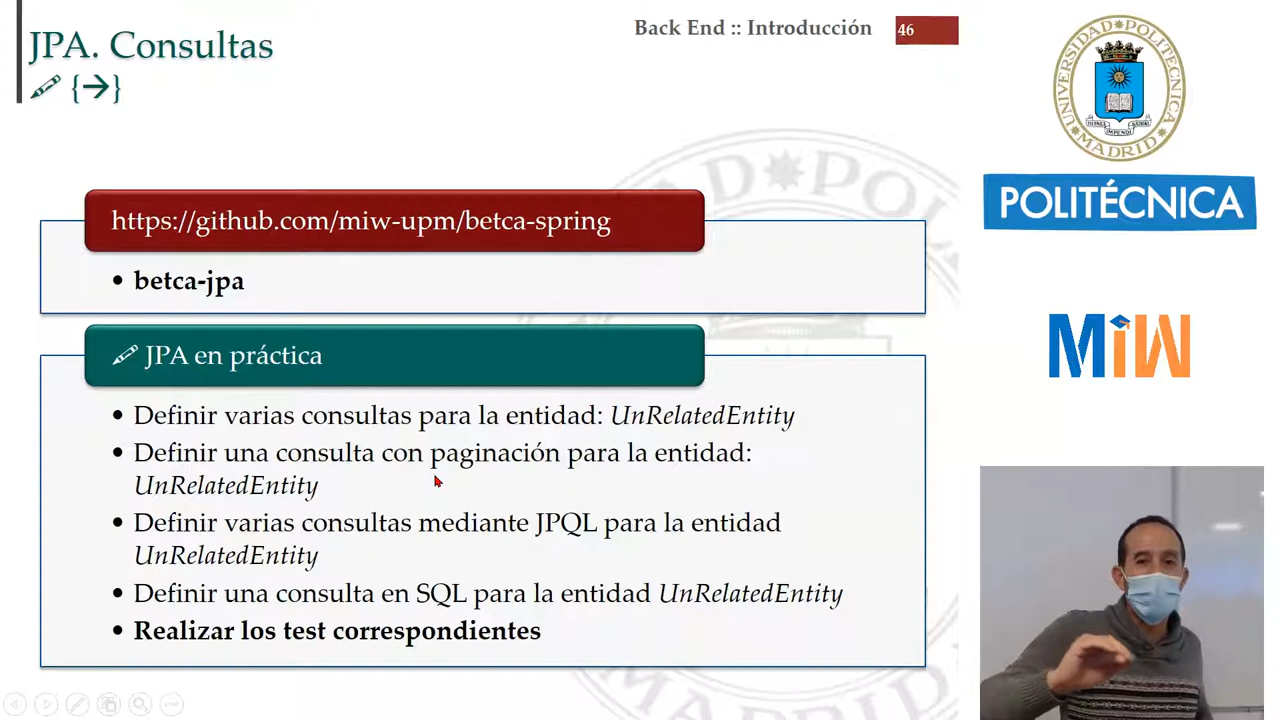 JPA. Consultas
{→}
Back End :: Introducción
46
https://github.com/miw-upm/betca-spring
• betca-jpa
JPA en práctica
• Definir varias consultas para la entidad: UnRelatedEntity
• Definir una consulta con paginación para la entidad:
UnRelatedEntity
• Definir varias consultas mediante JPQL para la entidad
UnRelatedEntity
• Definir una consulta en SQL para la entidad UnRelatedEntity
• Realizar los test correspondientes
UNIVERSIDAD POLITÉCNICA
MADRID
POLITÉCNICA
MiW